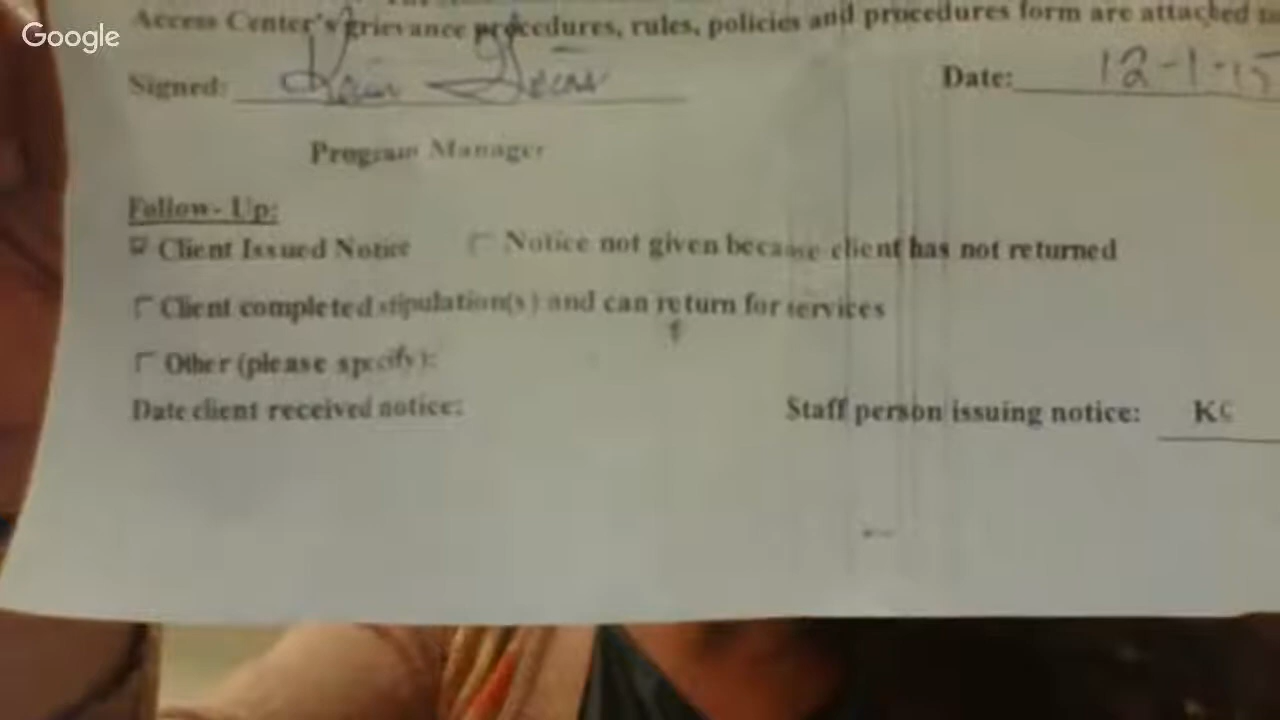 Google
Access Center's grievance procedures, rules, policies and procedures form are attached
Signed: Date: 12-1-15
Program Manager
Follow- Up:
Client Issued Notice Notice not given because client has not returned
Client completed stipulation(s) and can return for services
Other (please specify):
Date client received notice: Staff person issuing notice: